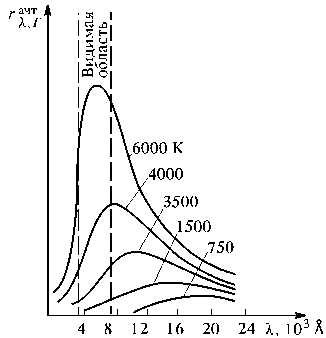 r ачт λ, T
Видимая
область
6000 K
4000
3500
1500
750
4 8 12 16 20 24 λ, 10³ Å